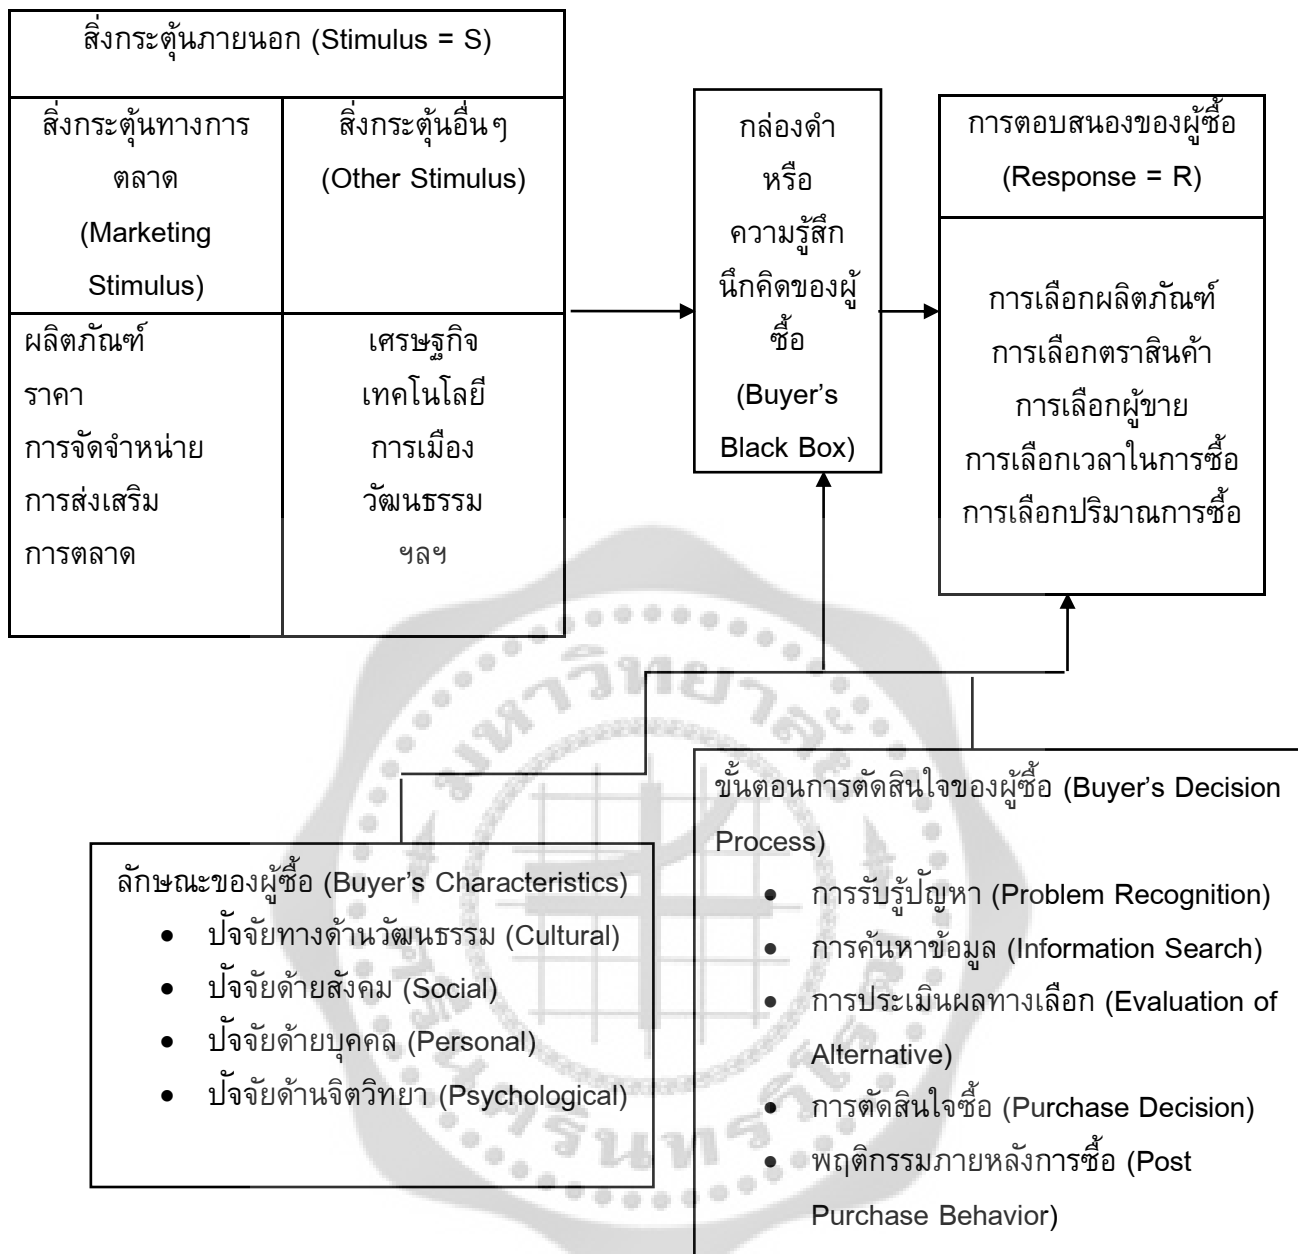 สิ่งกระตุ้นภายนอก (Stimulus = S)
สิ่งกระตุ้นทางการ
ตลาด
(Marketing
Stimulus)
สิ่งกระตุ้นอื่นๆ
(Other Stimulus)
ผลิตภัณฑ์
ราคา
การจัดจำหน่าย
การส่งเสริม
การตลาด
เศรษฐกิจ
เทคโนโลยี
การเมือง
วัฒนธรรม
ฯลฯ
กล่องดำ
หรือ
ความรู้สึก
นึกคิดของผู้
ซื้อ
(Buyer’s
Black Box)
การตอบสนองของผู้ซื้อ
(Response = R)
การเลือกผลิตภัณฑ์
การเลือกตราสินค้า
การเลือกผู้ขาย
การเลือกเวลาในการซื้อ
การเลือกปริมาณการซื้อ
ลักษณะของผู้ซื้อ (Buyer’s Characteristics)
• ปัจจัยทางด้านวัฒนธรรม (Cultural)
• ปัจจัยด้ายสังคม (Social)
• ปัจจัยด้ายบุคคล (Personal)
• ปัจจัยด้านจิตวิทยา (Psychological)
ขั้นตอนการตัดสินใจของผู้ซื้อ (Buyer’s Decision
Process)
• การรับรู้ปัญหา (Problem Recognition)
• การค้นหาข้อมูล (Information Search)
• การประเมินผลทางเลือก (Evaluation of
Alternative)
• การตัดสินใจซื้อ (Purchase Decision)
• พฤติกรรมภายหลังการซื้อ (Post
Purchase Behavior)
มหาวิทยาลัย
ศรีนครินทรวิโรฒ